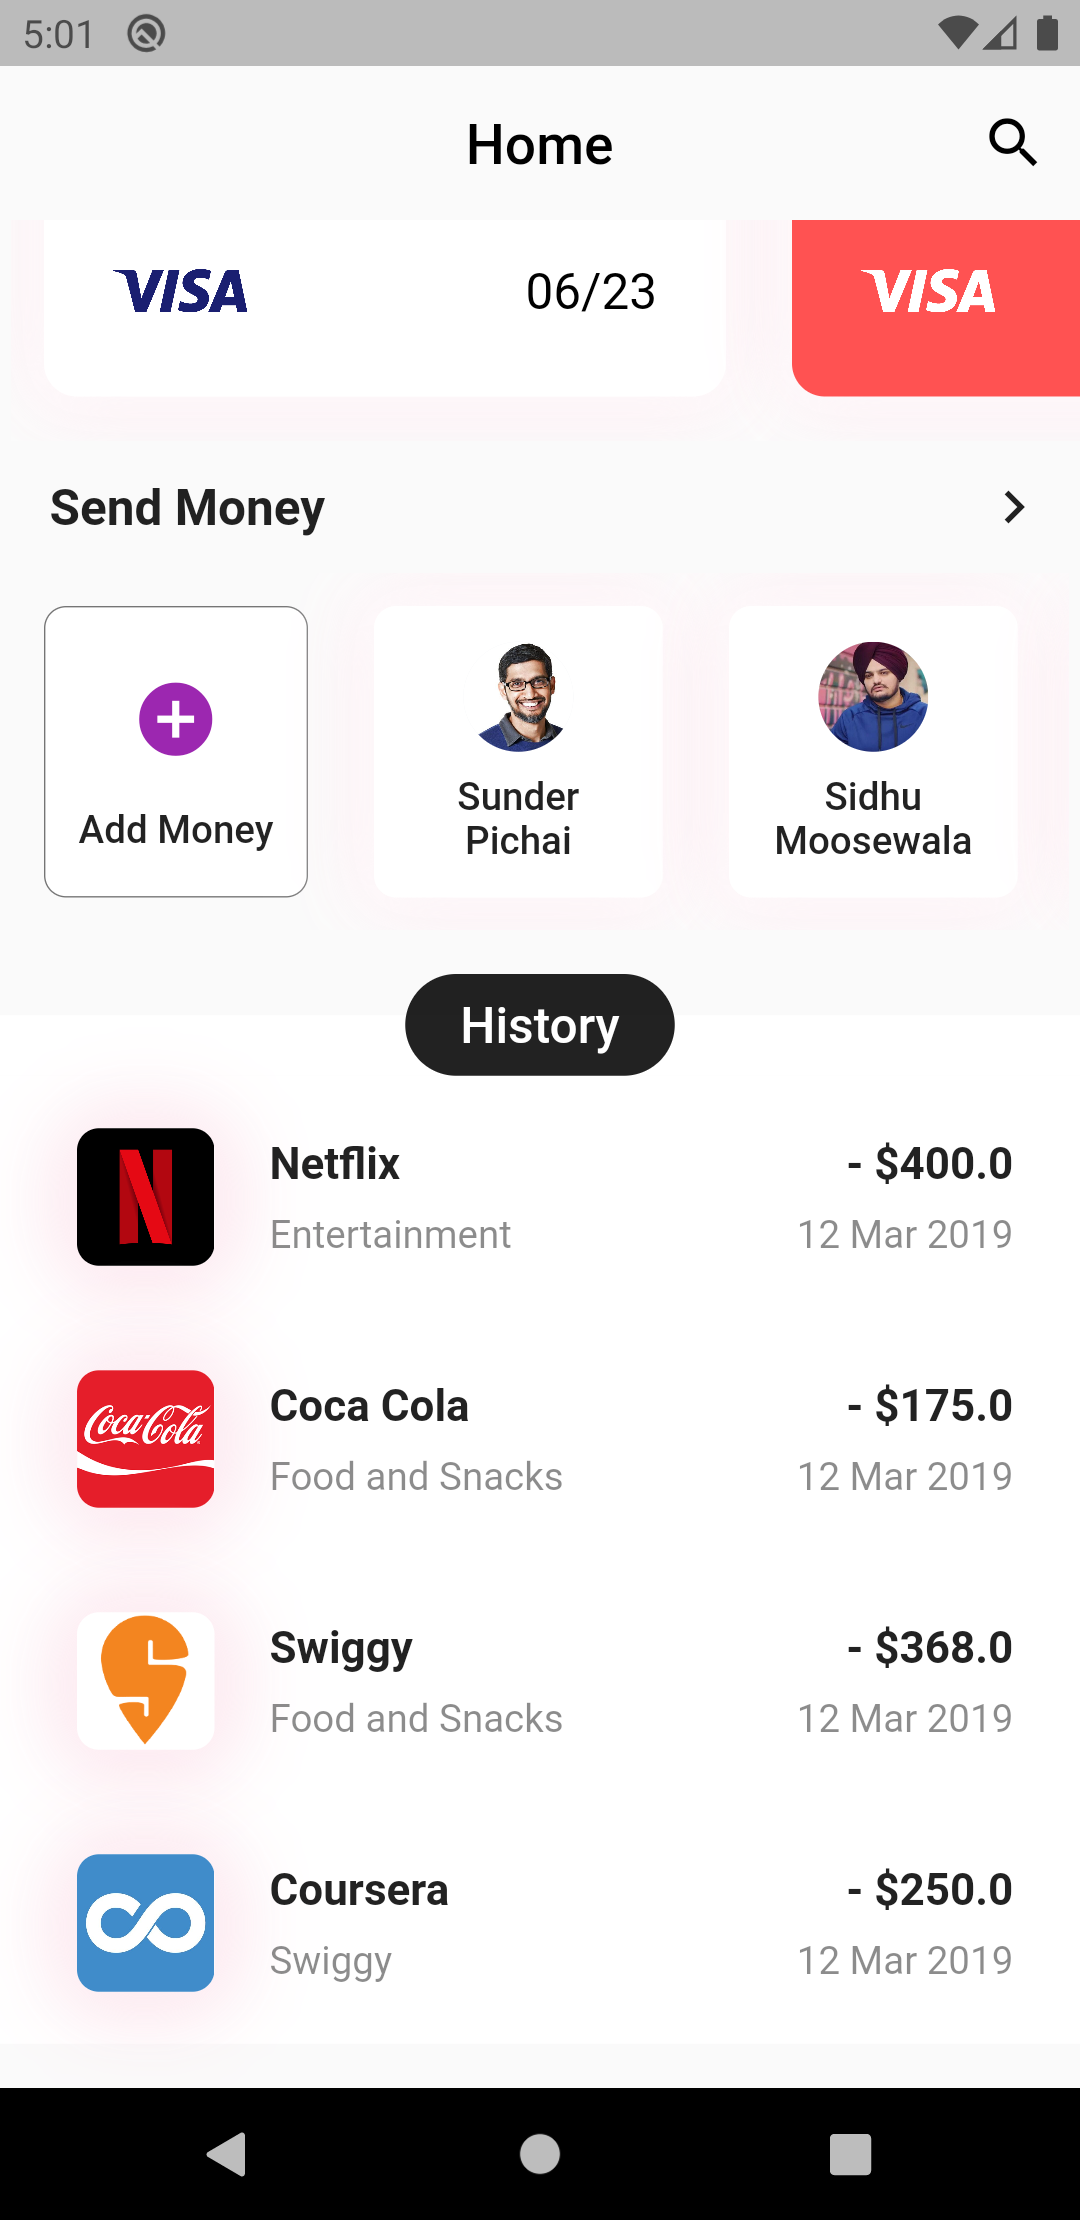 5:01
Home
VISA
06/23
VISA
Send Money
Add Money
Sunder
Pichai
Sidhu
Moosewala
History
Netflix
- $400.0
Entertainment
12 Mar 2019
Coca Cola
- $175.0
Coca-Cola
Food and Snacks
12 Mar 2019
Swiggy
- $368.0
Food and Snacks
12 Mar 2019
Coursera
- $250.0
Swiggy
12 Mar 2019